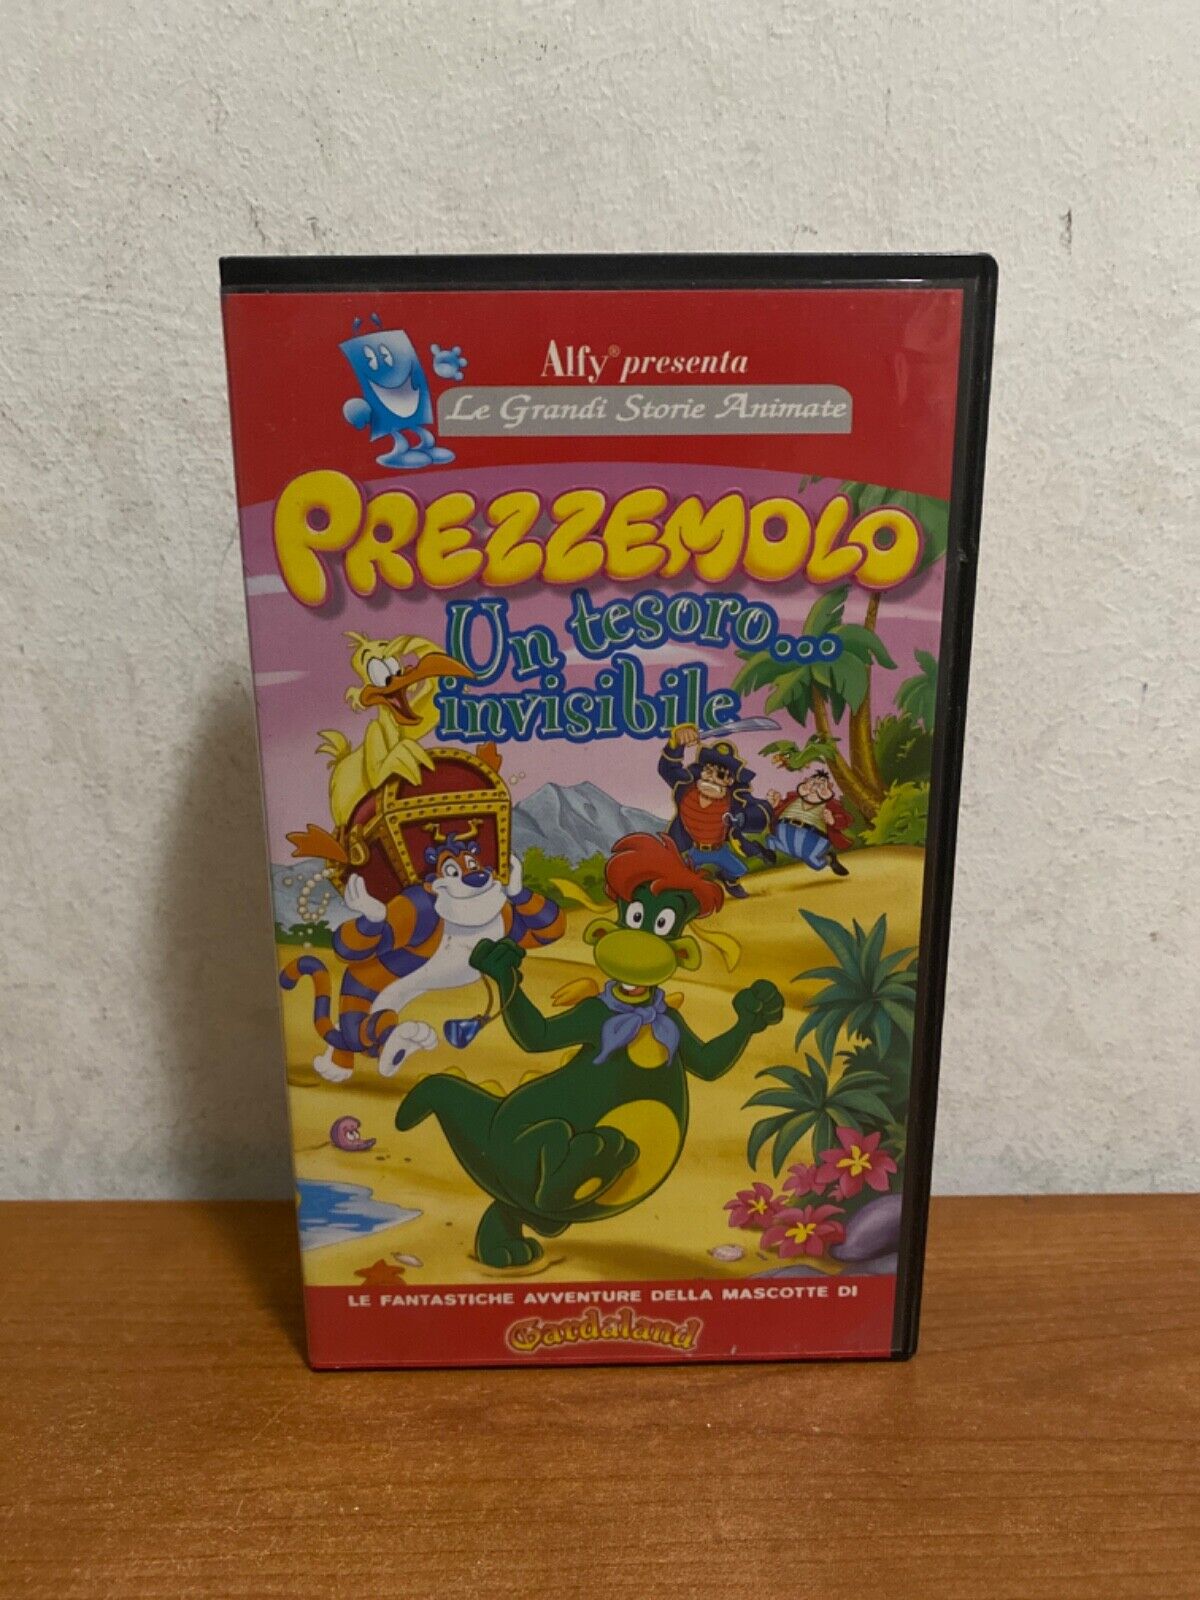 Alfy® presenta
Le Grandi Storie Animate
PREZZEMOLO
Un tesoro...
invisibile
LE FANTASTICHE AVVENTURE DELLA MASCOTTE DI
Gardaland